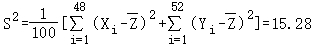 S²=1/100[∑_{i=1}^{48}(X_i-Z̅)²+∑_{i=1}^{52}(Y_i-Z̅)²]=15.28